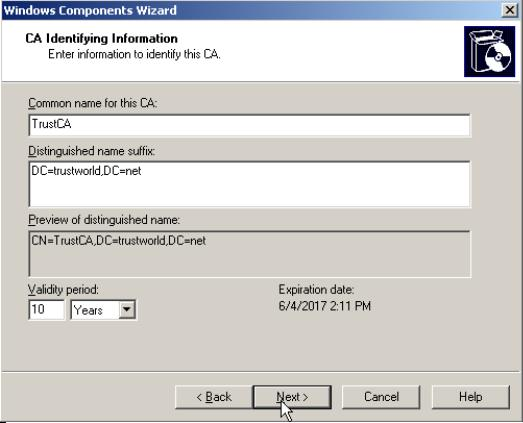 Windows Components Wizard
CA Identifying Information
Enter information to identify this CA.
Common name for this CA:
TrustCA
Distinguished name suffix:
DC=trustworld,DC=net
Preview of distinguished name:
CN=TrustCA,DC=trustworld,DC=net
Validity period: Expiration date:
10 Years 6/4/2017 2:11 PM
< Back Next > Cancel Help